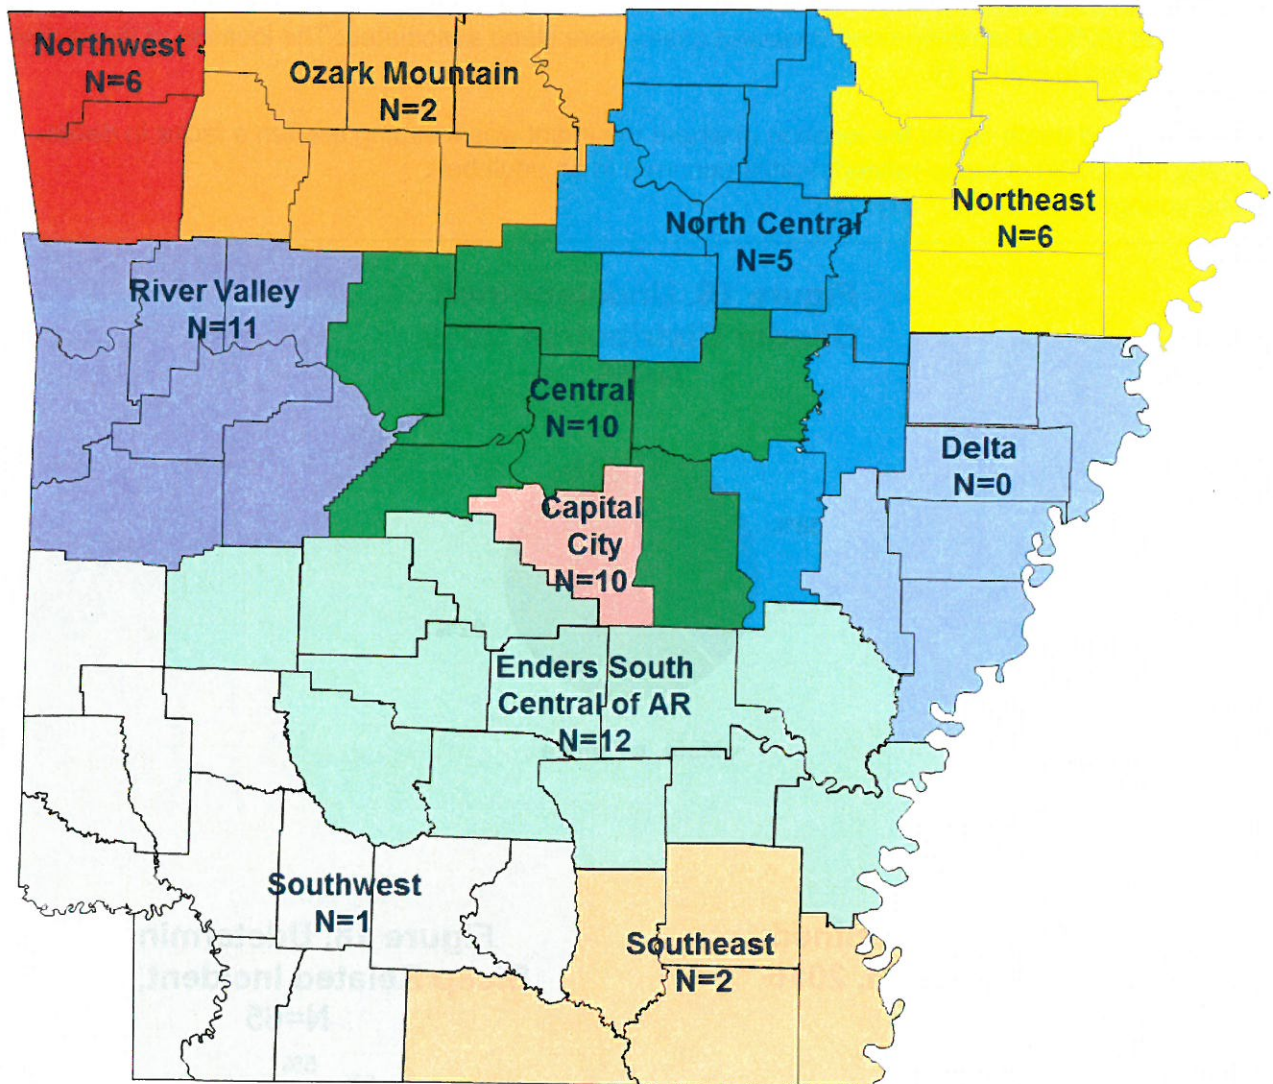 Northwest
N=6
Ozark Mountain
N=2
North Central
N=5
Northeast
N=6
River Valley
N=11
Central
N=10
Delta
N=0
Capital
City
N=10
Enders South
Central of AR
N=12
Southwest
N=1
Southeast
N=2